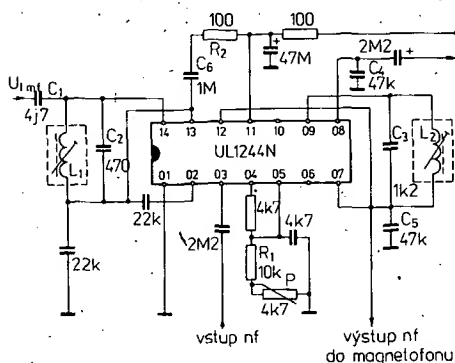 100 100
R2 47M 2M2
C6
1M
C4
47k
U1mf C1
4j7
14 13 12 11 10 09 08
L1
C2
470
UL1244N
C3
L2
1k2
01 02 03 04 05 06 07
22k
4k7
4k7
C5
47k
22k
2M2
R1
10k
P
4k7
vstup nf
výstup nf
do magnetofonu